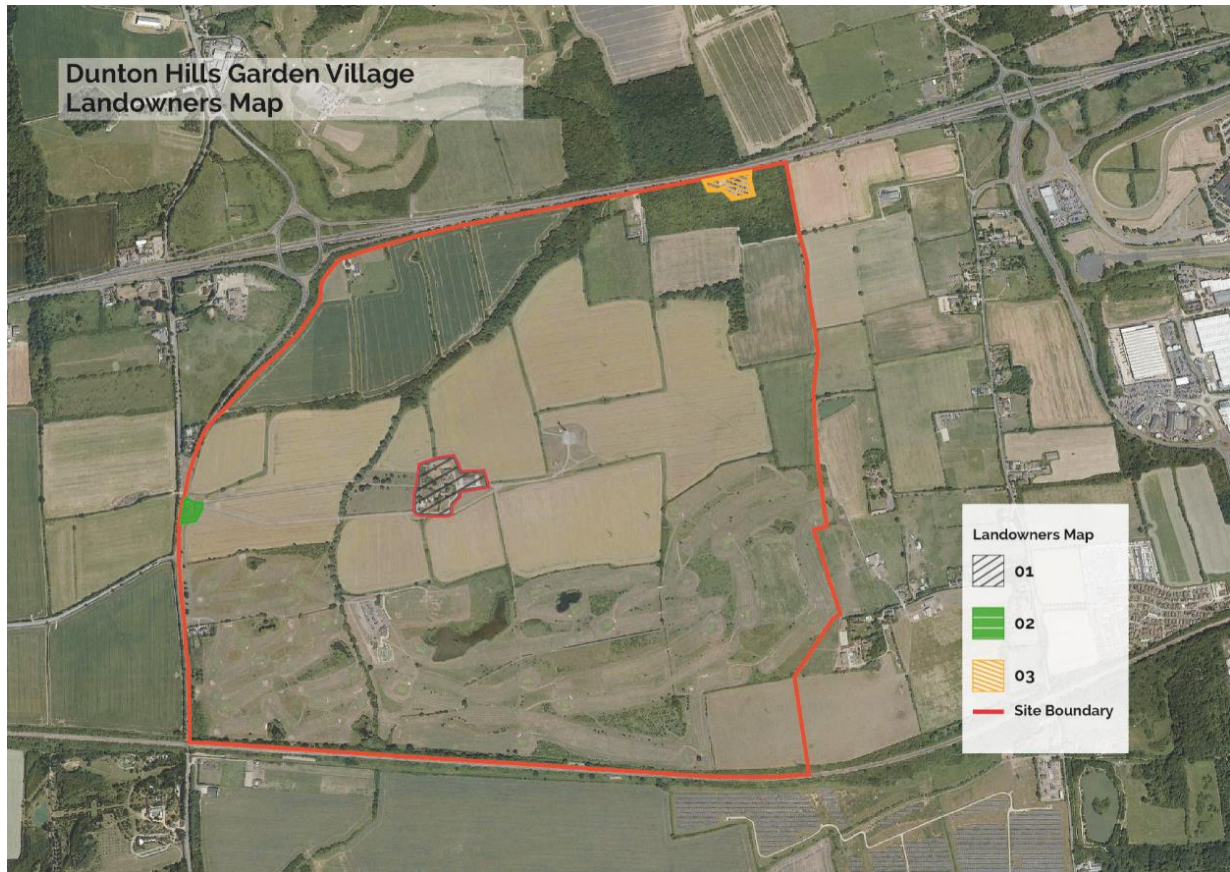 Dunton Hills Garden Village
Landowners Map
Landowners Map
01
02
03
Site Boundary